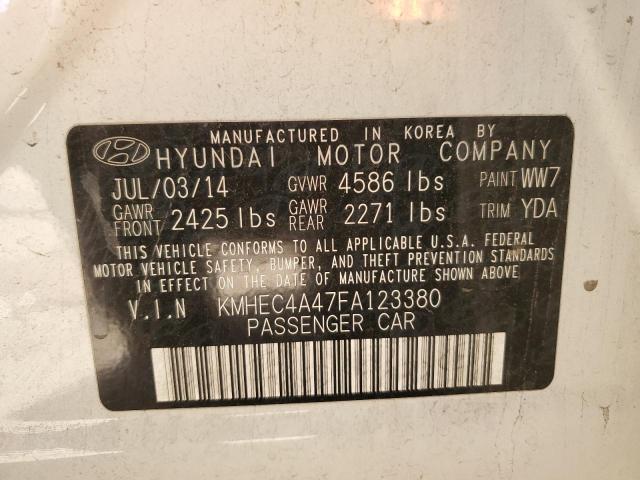 MANUFACTURED IN KOREA BY
HYUNDAI MOTOR COMPANY
JUL/03/14 GVWR 4586 lbs PAINT WW7
GAWR FRONT 2425 lbs GAWR REAR 2271 lbs TRIM YDA
THIS VEHICLE CONFORMS TO ALL APPLICABLE U.S.A. FEDERAL
MOTOR VEHICLE SAFETY, BUMPER, AND THEFT PREVENTION STANDARDS
IN EFFECT ON THE DATE OF MANUFACTURE SHOWN ABOVE.
V.I.N KMHEC4A47FA123380
PASSENGER CAR